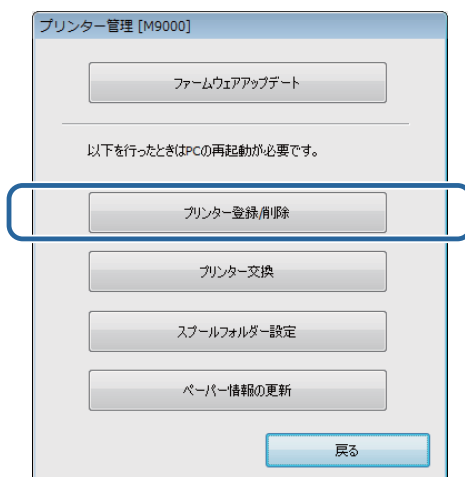 プリンター管理 [M9000]
ファームウェアアップデート
以下を行ったときはPCの再起動が必要です。
プリンター登録/削除
プリンター交換
スプールフォルダー設定
ペーパー情報の更新
戻る